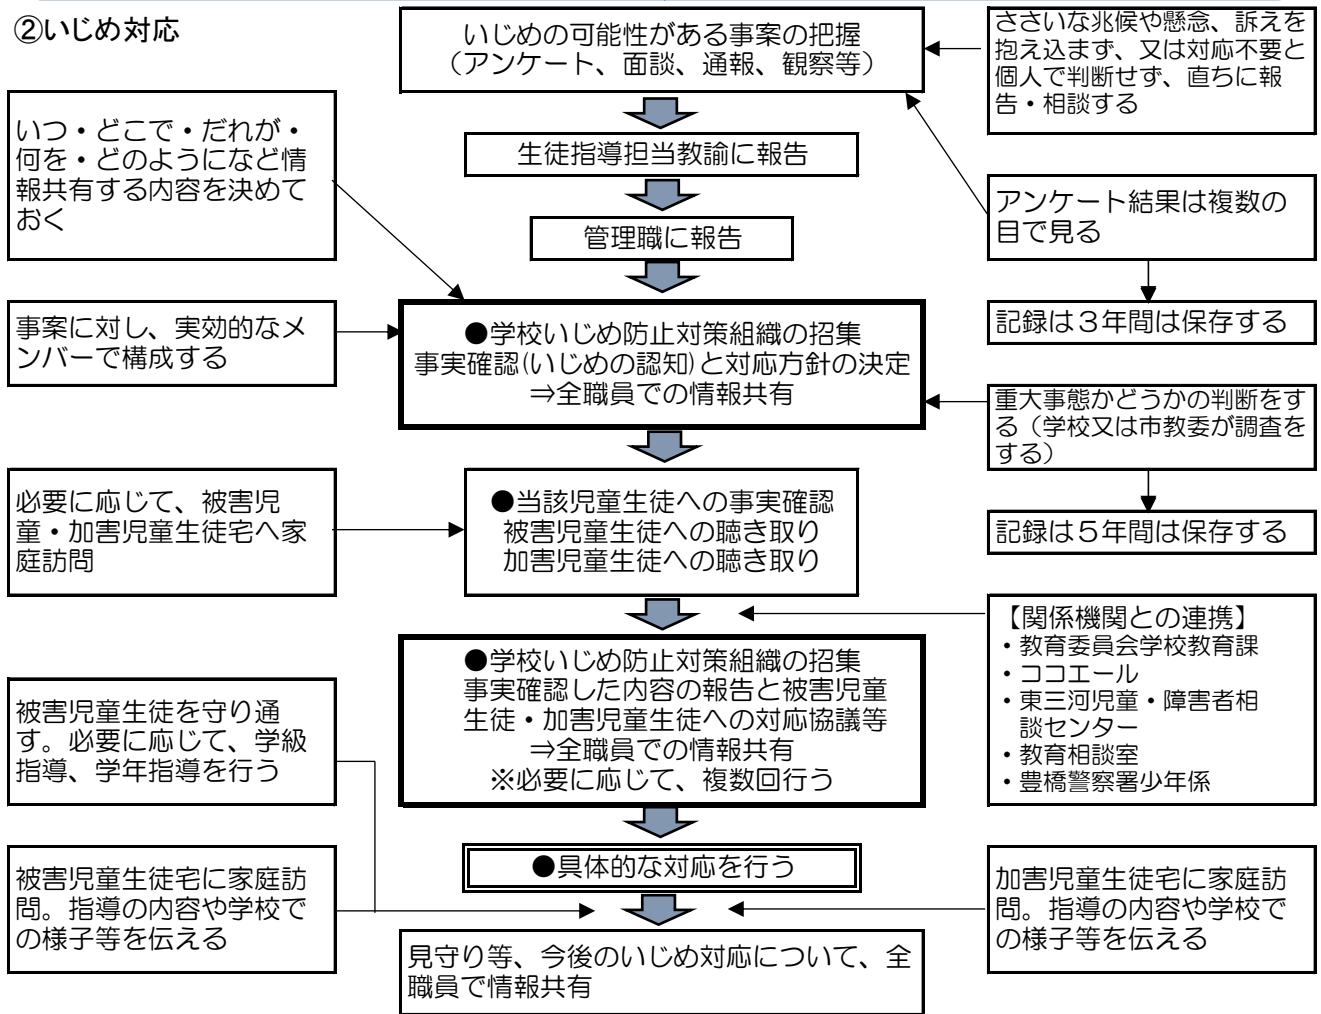 ②いじめ対応
いじめの可能性がある事案の把握
（アンケート、面談、通報、観察等）
ささいな兆候や懸念、訴えを
抱え込まず、又は対応不要と
個人で判断せず、直ちに報
告・相談する
いつ・どこで・だれが・
何を・どのようになど情
報共有する内容を決めて
おく
生徒指導担当教諭に報告
アンケート結果は複数の
目で見る
管理職に報告
記録は３年間は保存する
事案に対し、実効的なメ
ンバーで構成する
●学校いじめ防止対策組織の招集
事実確認(いじめの認知)と対応方針の決定
⇒全職員での情報共有
重大事態かどうかの判断をす
る（学校又は市教委が調査を
する）
記録は５年間は保存する
必要に応じて、被害児
童・加害児童生徒宅へ家
庭訪問
●当該児童生徒への事実確認
被害児童生徒への聴き取り
加害児童生徒への聴き取り
【関係機関との連携】
・教育委員会学校教育課
・ココエール
・東三河児童・障害者相
談センター
・教育相談室
・豊橋警察署少年係
●学校いじめ防止対策組織の招集
事実確認した内容の報告と被害児童
生徒・加害児童生徒への対応協議等
⇒全職員での情報共有
※必要に応じて、複数回行う
被害児童生徒を守り通
す。必要に応じて、学級
指導、学年指導を行う
●具体的な対応を行う
被害児童生徒宅に家庭訪
問。指導の内容や学校で
の様子等を伝える
加害児童生徒宅に家庭訪
問。指導の内容や学校で
の様子等を伝える
見守り等、今後のいじめ対応について、全
職員で情報共有